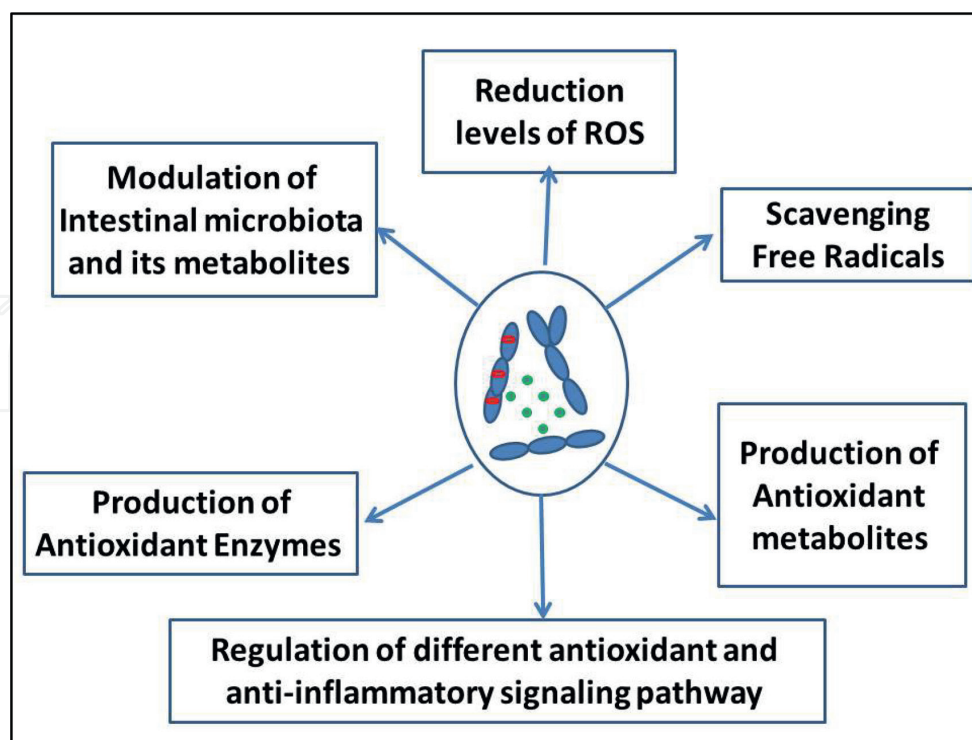 Reduction
levels of ROS
Modulation of
Intestinal microbiota
and its metabolites
Scavenging
Free Radicals
Production of
Antioxidant Enzymes
Production of
Antioxidant
metabolites
Regulation of different antioxidant and
anti-inflammatory signaling pathway